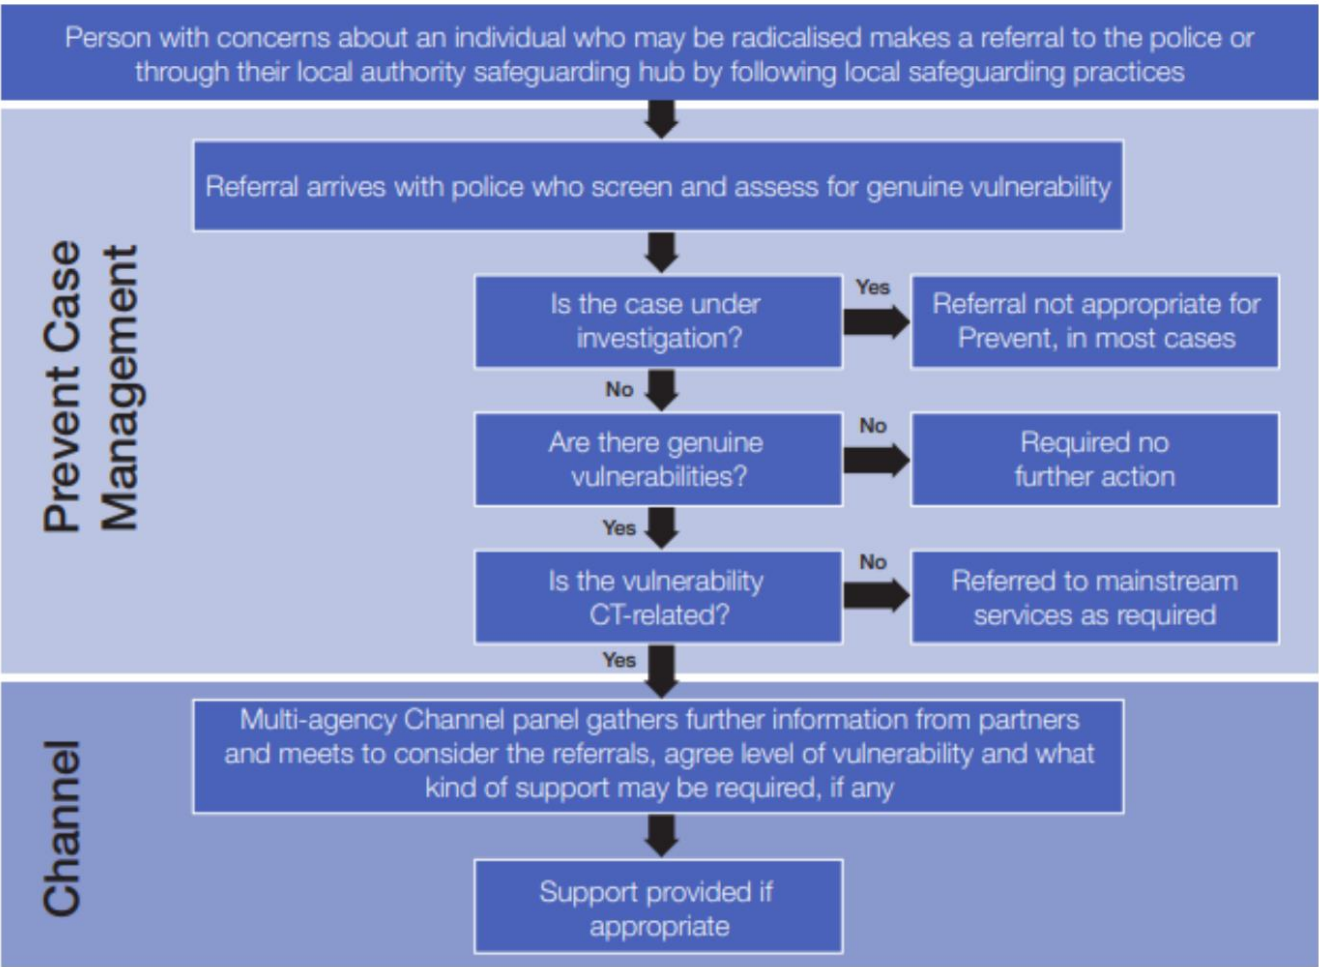 Person with concerns about an individual who may be radicalised makes a referral to the police or
through their local authority safeguarding hub by following local safeguarding practices
Prevent Case
Management
Referral arrives with police who screen and assess for genuine vulnerability
Is the case under
investigation?
Yes
Referral not appropriate for
Prevent, in most cases
No
Are there genuine
vulnerabilities?
No
Required no
further action
Yes
Is the vulnerability
CT-related?
No
Referred to mainstream
services as required
Yes
Channel
Multi-agency Channel panel gathers further information from partners
and meets to consider the referrals, agree level of vulnerability and what
kind of support may be required, if any
Support provided if
appropriate